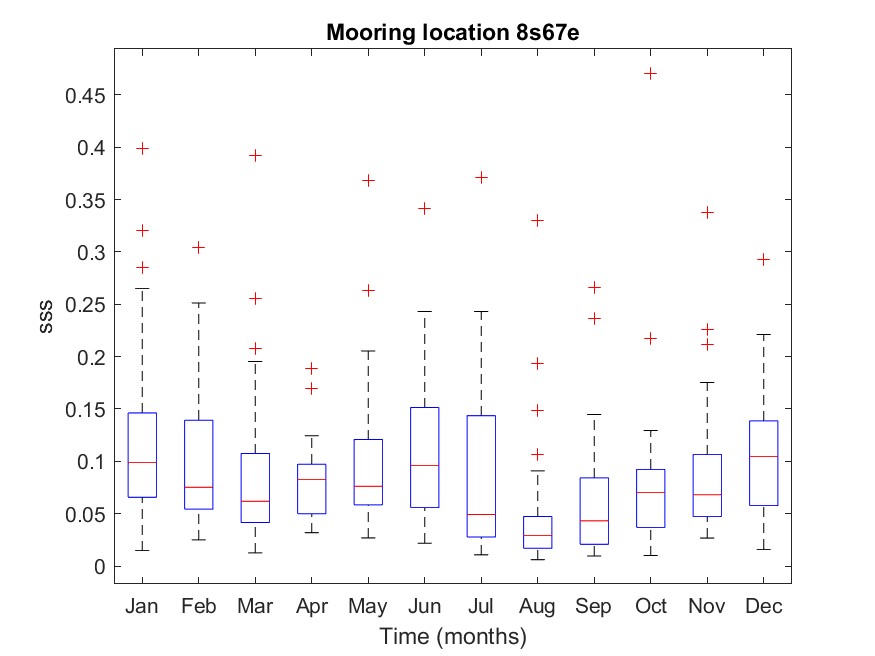 Mooring location 8s67e
0.45
0.4
0.35
0.3
0.25
0.2
0.15
0.1
0.05
0
sss
Jan Feb Mar Apr May Jun Jul Aug Sep Oct Nov Dec
Time (months)